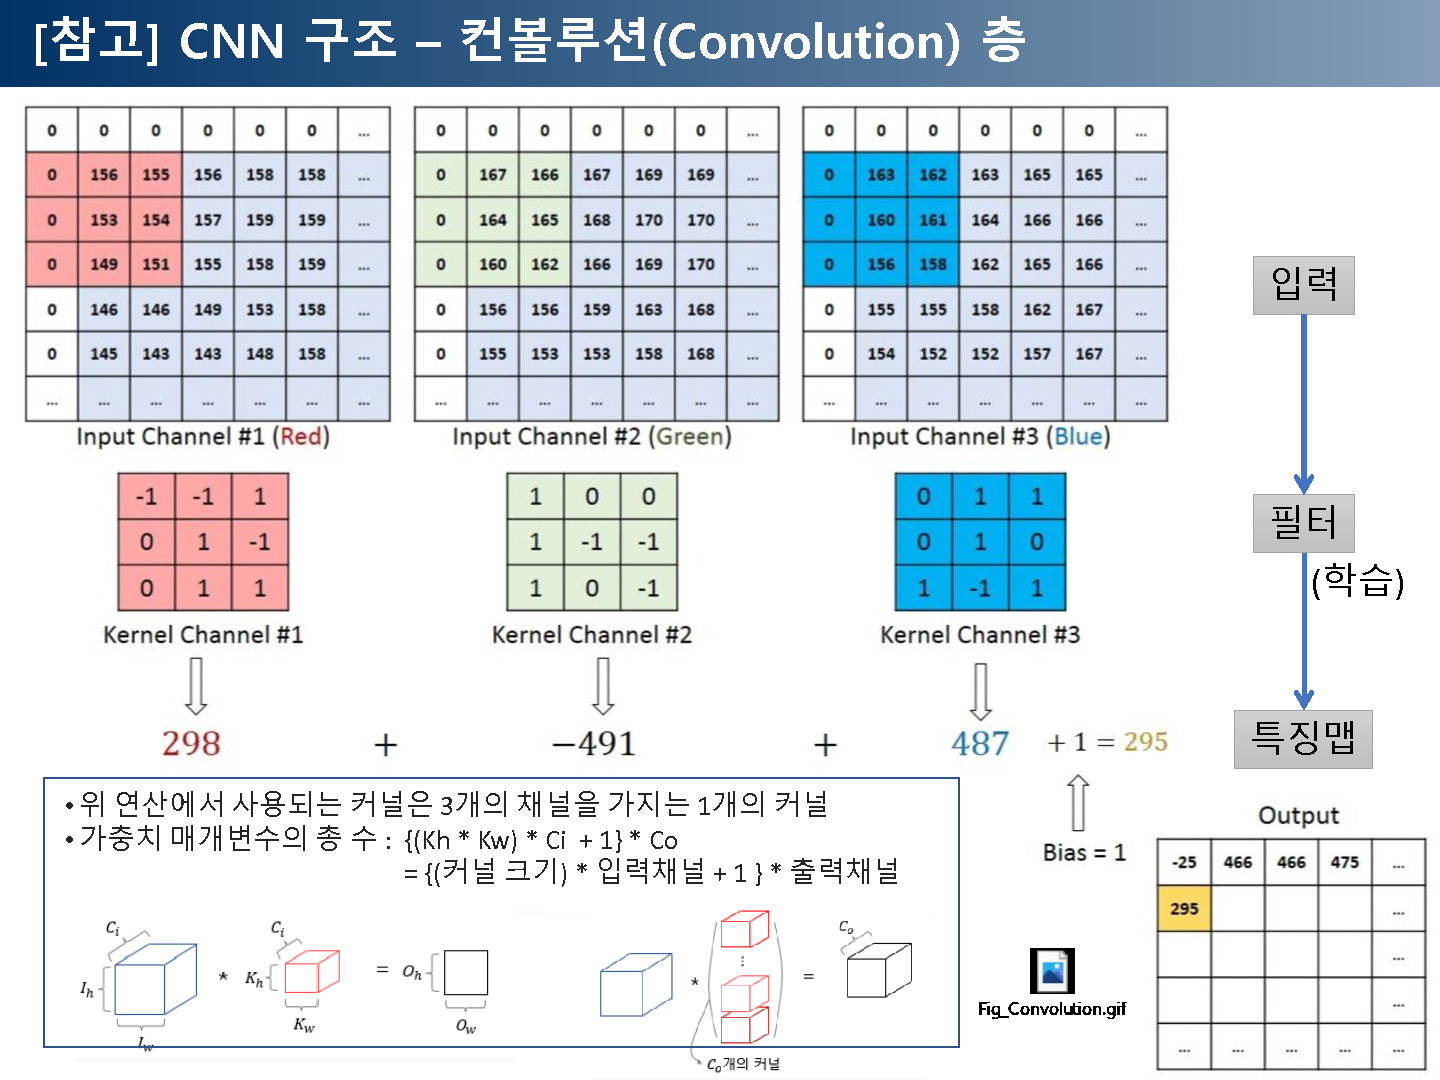 [참고] CNN 구조 – 컨볼루션(Convolution) 층
0 0 0 0 0 0 ...
0 156 155 156 158 158 ...
0 153 154 157 159 159 ...
0 149 151 155 158 159 ...
0 146 146 149 153 158 ...
0 145 143 143 148 158 ...
... ... ... ... ... ... ...
Input Channel #1 (Red)
0 0 0 0 0 0 ...
0 167 166 167 169 169 ...
0 164 165 168 170 170 ...
0 160 162 166 169 170 ...
0 156 156 159 163 168 ...
0 155 153 153 158 168 ...
... ... ... ... ... ... ...
Input Channel #2 (Green)
0 0 0 0 0 0 ...
0 163 162 163 165 165 ...
0 160 161 164 166 166 ...
0 156 158 162 165 166 ...
0 155 155 158 162 167 ...
0 154 152 152 157 167 ...
... ... ... ... ... ... ...
Input Channel #3 (Blue)
-1 -1 1
0 1 -1
0 1 1
Kernel Channel #1
1 0 0
1 -1 -1
1 0 -1
Kernel Channel #2
0 1 1
0 1 0
1 -1 1
Kernel Channel #3
298 + −491 + 487 + 1 = 295
Bias = 1
입력
필터
(학습)
특징맵
• 위 연산에서 사용되는 커널은 3개의 채널을 가지는 1개의 커널
• 가중치 매개변수의 총 수 : {(Kh * Kw) * Ci + 1} * Co
= {(커널 크기) * 입력채널 + 1 } * 출력채널
Ci
Ih
Iw
*
Ci
Kh
Kw
=
Oh
Ow
*
⋮
=
Co
Co개의 커널
Fig_Convolution.gif
Output
-25 466 466 475 ...
295 ...
...
...
... ... ... ... ...